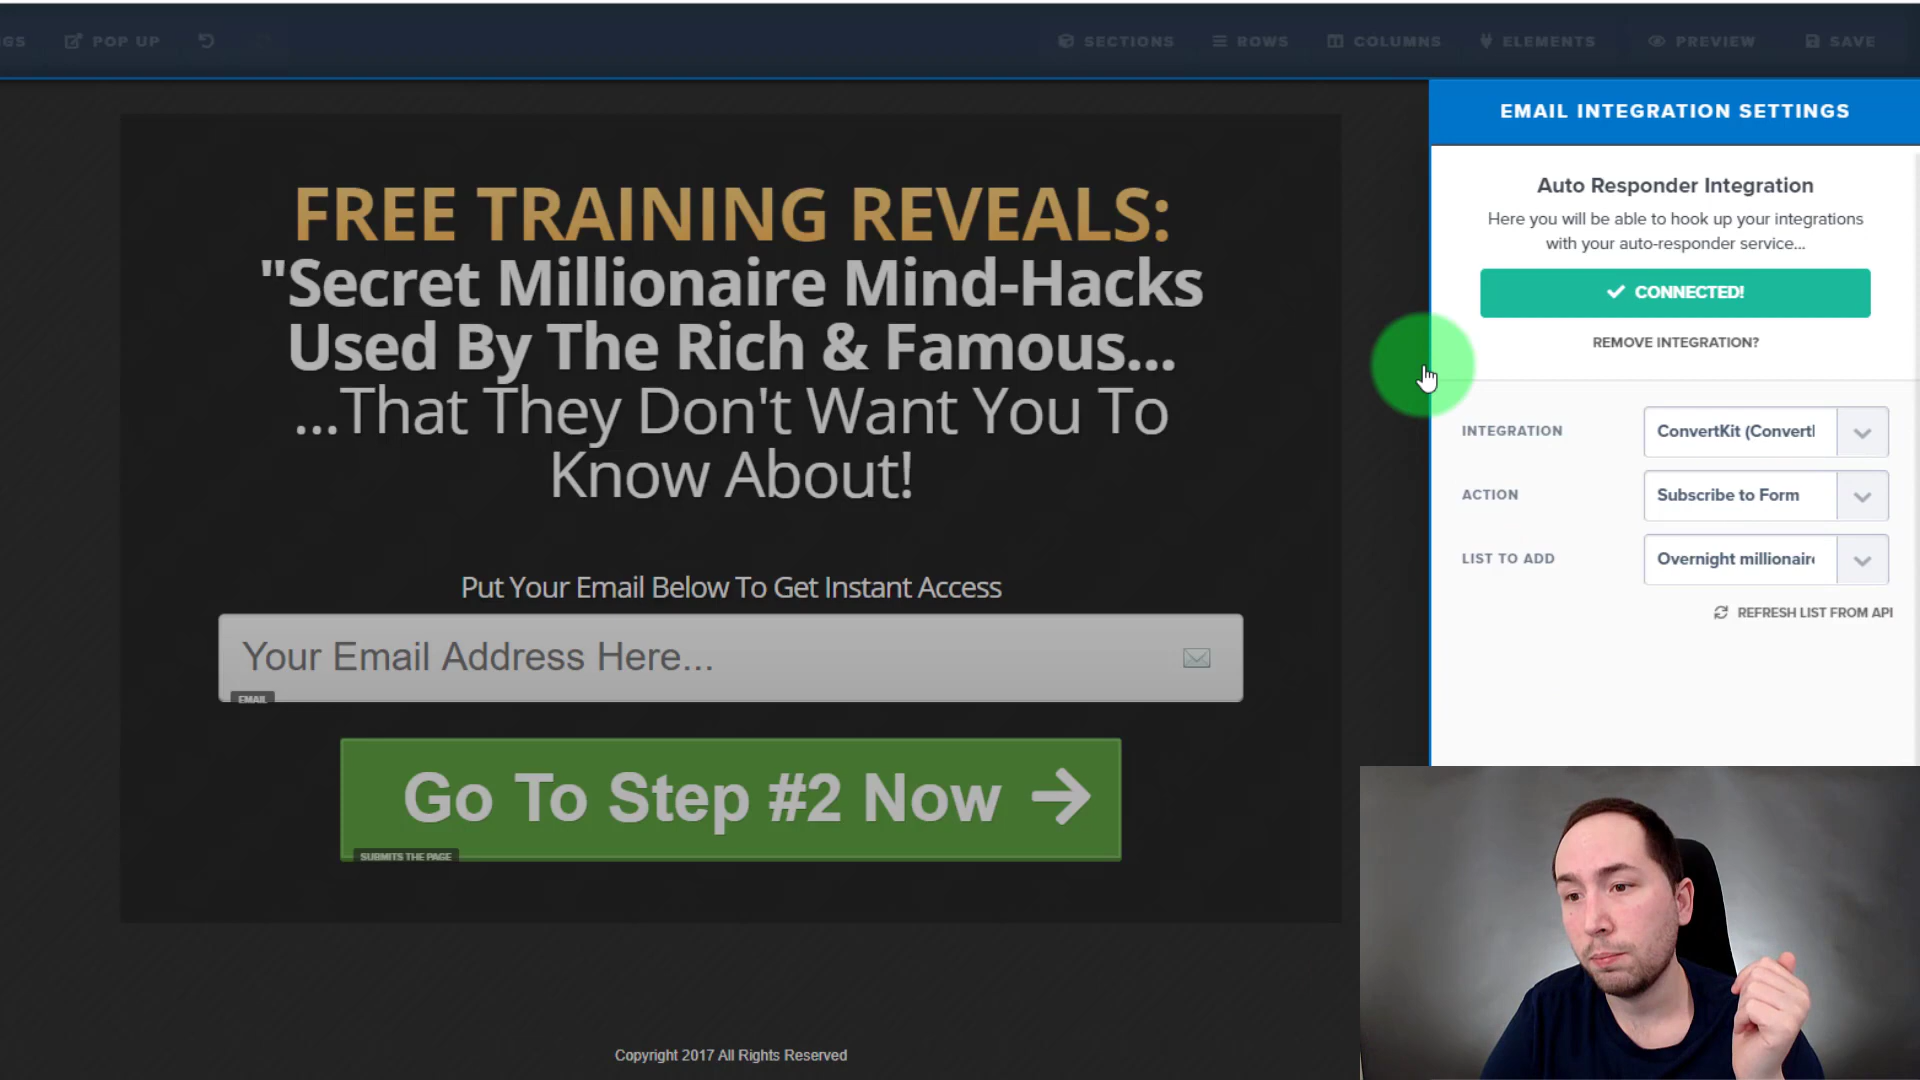 GS
POP UP
SECTIONS
ROWS
COLUMNS
ELEMENTS
PREVIEW
SAVE
FREE TRAINING REVEALS:
"Secret Millionaire Mind-Hacks
Used By The Rich & Famous...
...That They Don't Want You To
Know About!
Put Your Email Below To Get Instant Access
Your Email Address Here...
EMAIL
Go To Step #2 Now
SUBMITS THE PAGE
Copyright 2017 All Rights Reserved
EMAIL INTEGRATION SETTINGS
Auto Responder Integration
Here you will be able to hook up your integrations
with your auto-responder service...
CONNECTED!
REMOVE INTEGRATION?
INTEGRATION
ConvertKit (Convert
ACTION
Subscribe to Form
LIST TO ADD
Overnight millionair
REFRESH LIST FROM API